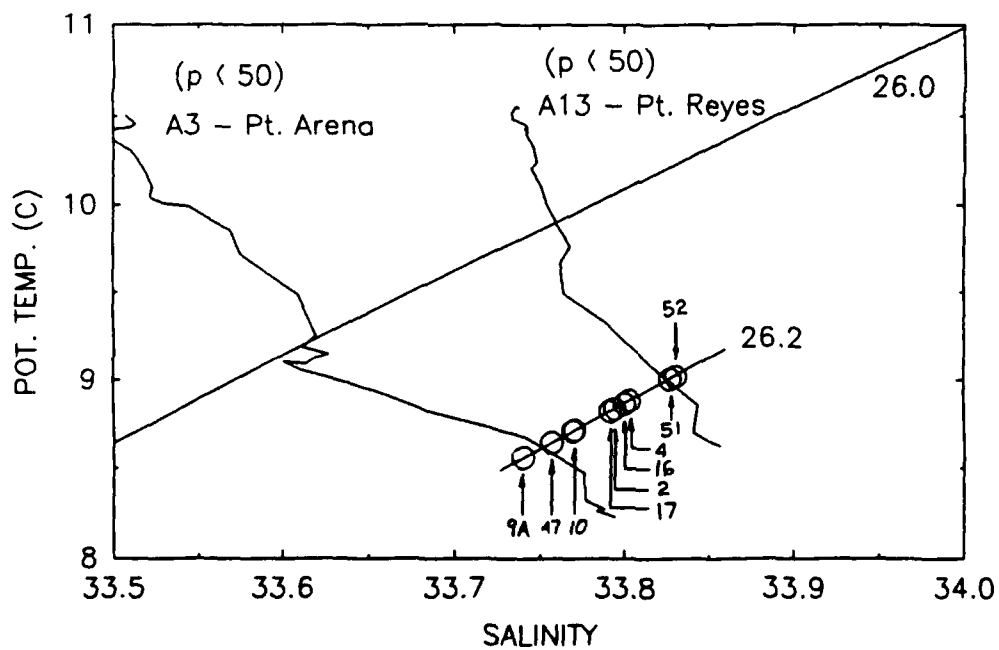 11
(p < 50)
A3 - Pt. Arena
(p < 50)
A13 - Pt. Reyes
26.0
10
POT. TEMP. (C)
9
52
26.2
51
4
16
2
17
9A
47
10
8
33.5
33.6
33.7
33.8
33.9
34.0
SALINITY